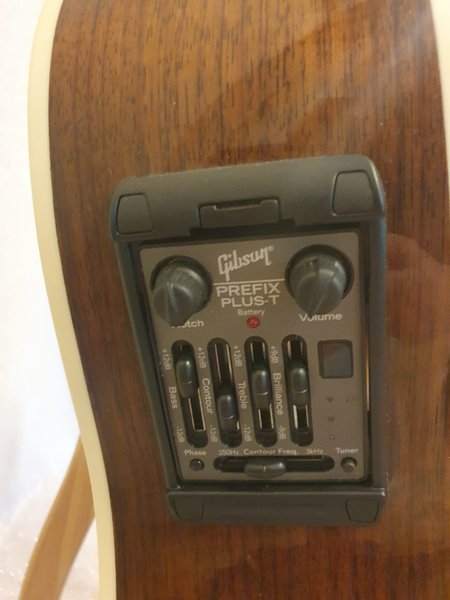 Gibson®
PREFIX
PLUS-T
Battery
Notch
Volume
+12dB
+12dB
+12dB
+9dB
Bass
Contour
Treble
Brilliance
-12dB
-12dB
-12dB
-9dB
Phase
250Hz Contour Freq. 3kHz
Tuner